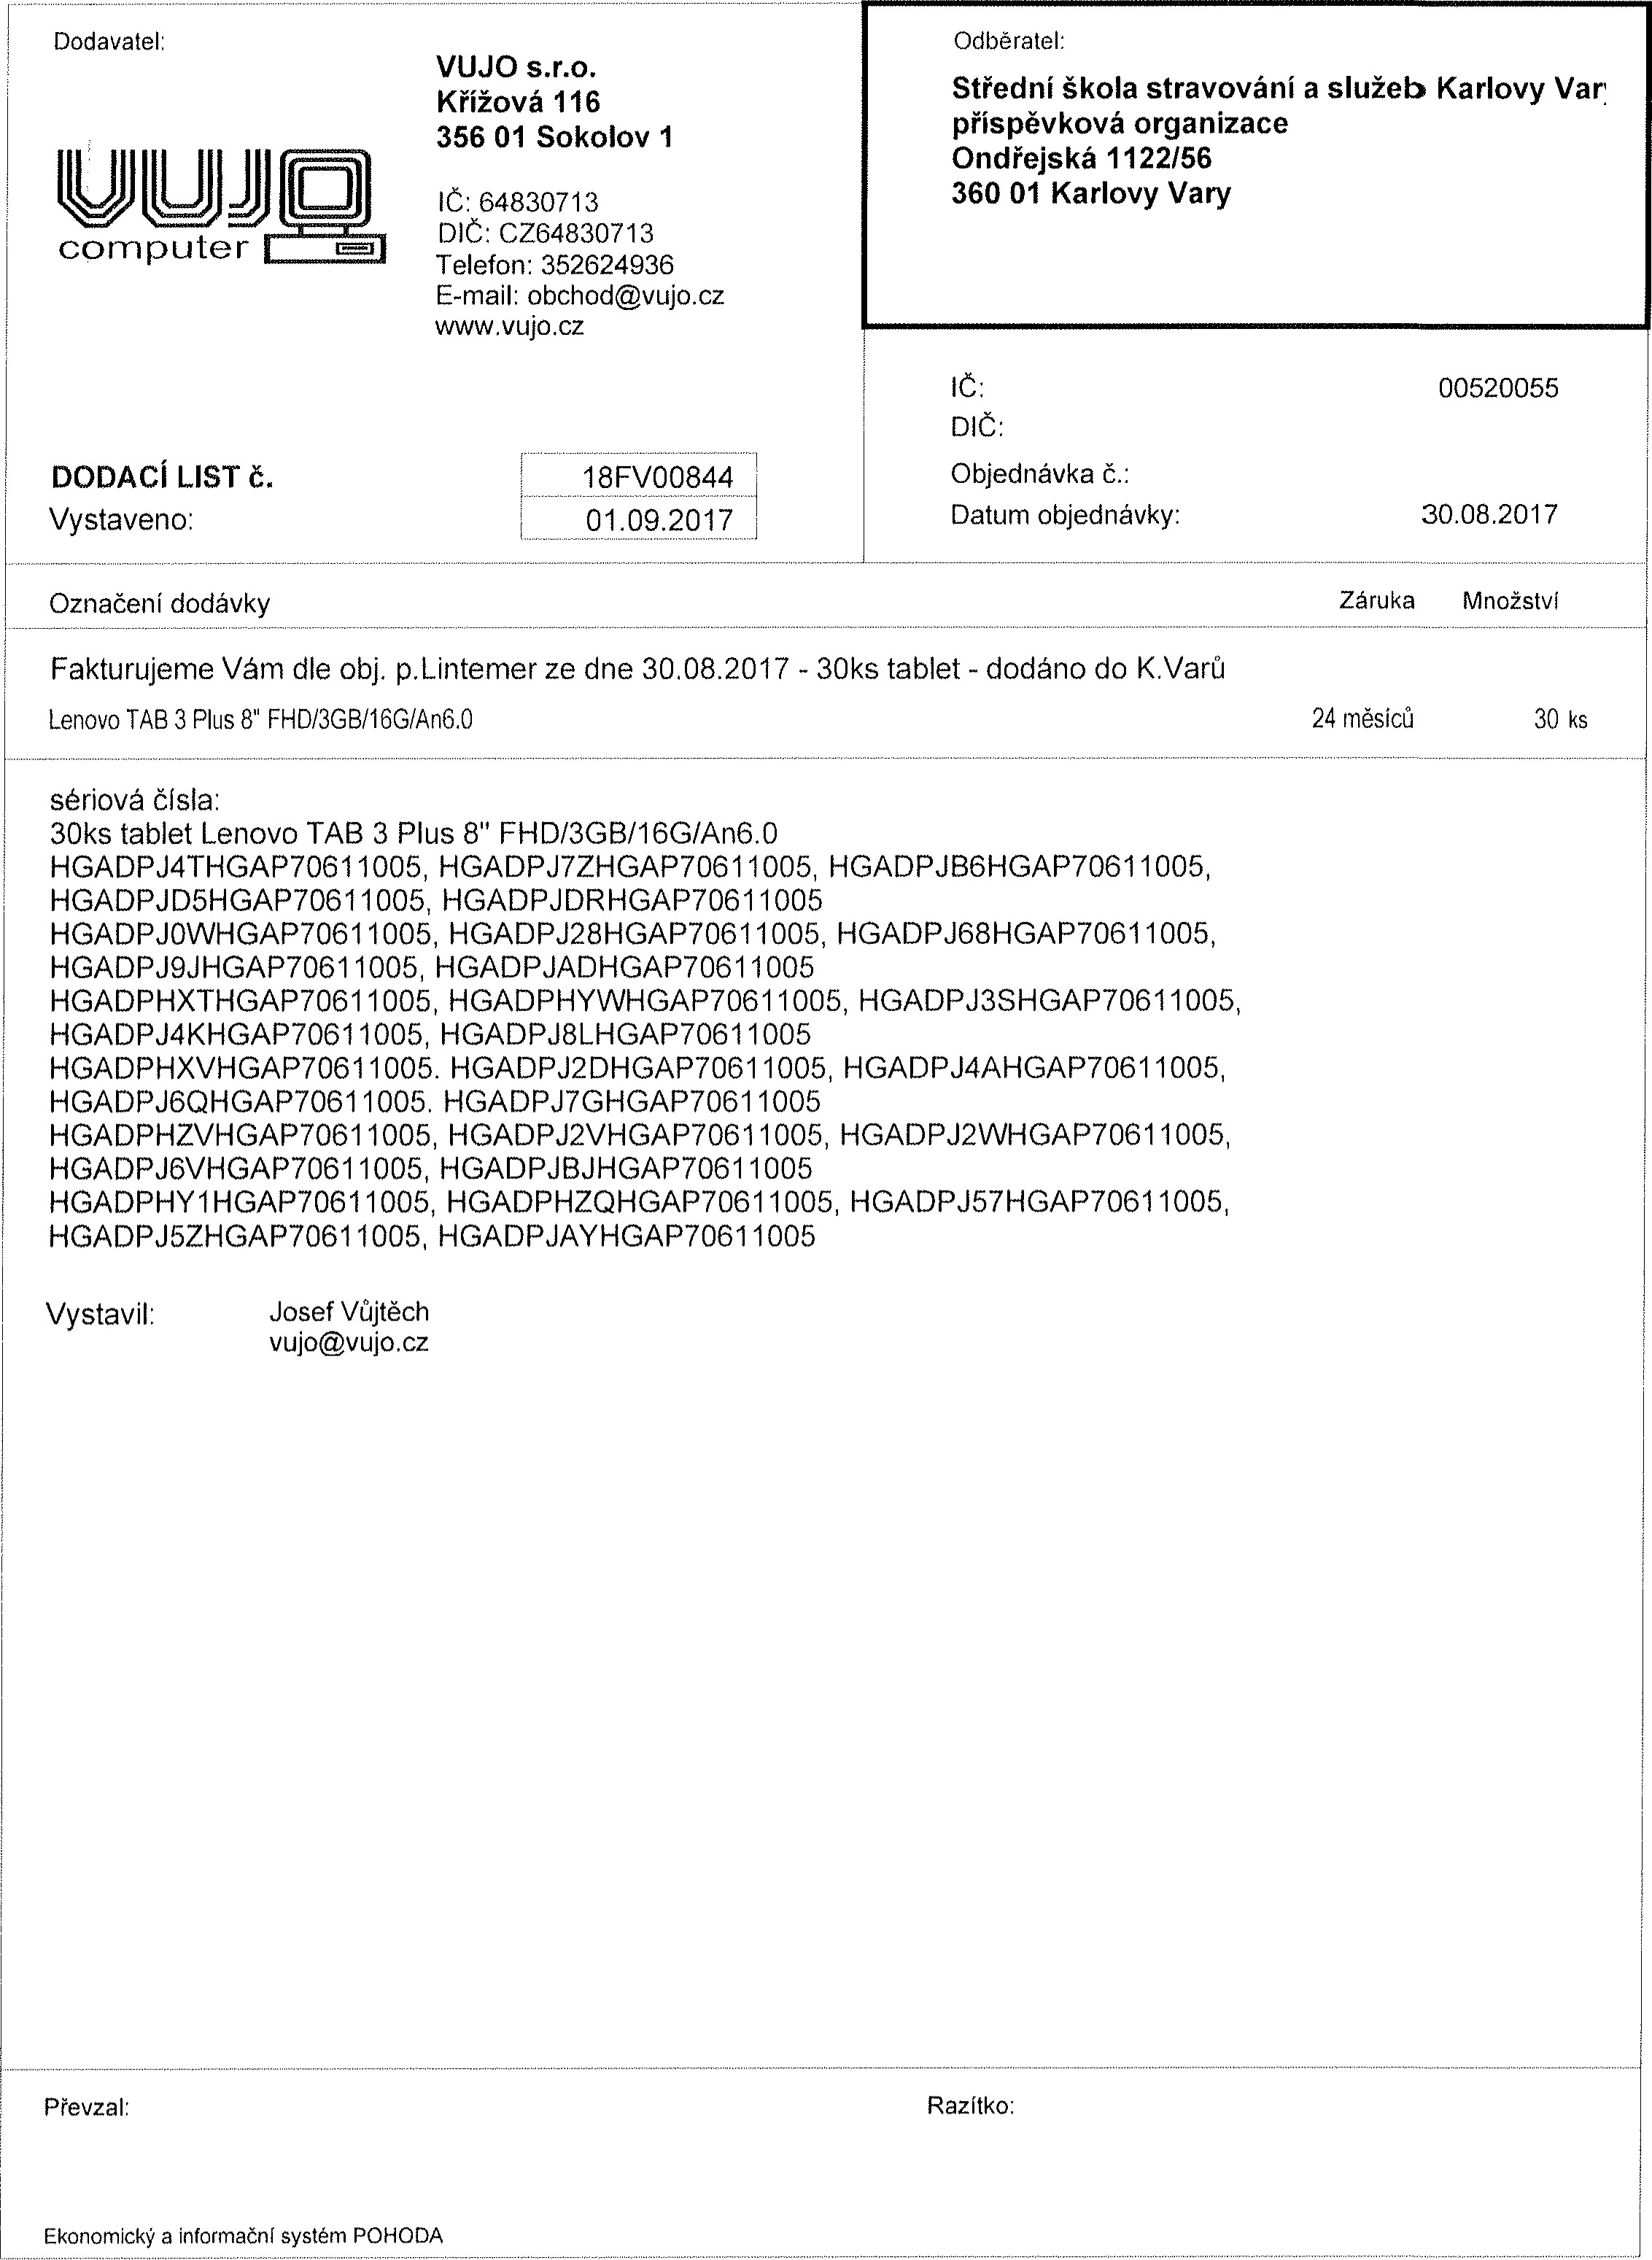 Dodavatel:
VUJO s.r.o.
Křížová 116
356 01 Sokolov 1
VUJO
computer
IČ: 64830713
DIČ: CZ64830713
Telefon: 352624936
E-mail: obchod@vujo.cz
www.vujo.cz
Odběratel:
Střední škola stravování a služeb Karlovy Var
příspěvková organizace
Ondřejská 1122/56
360 01 Karlovy Vary
IČ: 00520055
DIČ:
DODACÍ LIST č. 18FV00844
Vystaveno: 01.09.2017
Objednávka č.:
Datum objednávky: 30.08.2017
Označení dodávky Záruka Množství
Fakturujeme Vám dle obj. p.Lintemer ze dne 30.08.2017 - 30ks tablet - dodáno do K.Varů
Lenovo TAB 3 Plus 8" FHD/3GB/16G/An6.0 24 měsíců 30 ks
sériová čísla:
30ks tablet Lenovo TAB 3 Plus 8" FHD/3GB/16G/An6.0
HGADPJ4THGAP70611005, HGADPJ7ZHGAP70611005, HGADPJB6HGAP70611005,
HGADPJD5HGAP70611005, HGADPJDRHGAP70611005
HGADPJ0WHGAP70611005, HGADPJ28HGAP70611005, HGADPJ68HGAP70611005,
HGADPJ9JHGAP70611005, HGADPJADHGAP70611005
HGADPHXTHGAP70611005, HGADPHYWHGAP70611005, HGADPJ3SHGAP70611005,
HGADPJ4KHGAP70611005, HGADPJ8LHGAP70611005
HGADPHXVHGAP70611005. HGADPJ2DHGAP70611005, HGADPJ4AHGAP70611005,
HGADPJ6QHGAP70611005. HGADPJ7GHGAP70611005
HGADPHZVHGAP70611005, HGADPJ2VHGAP70611005, HGADPJ2WHGAP70611005,
HGADPJ6VHGAP70611005, HGADPJBJHGAP70611005
HGADPHY1HGAP70611005, HGADPHZQHGAP70611005, HGADPJ57HGAP70611005,
HGADPJ5ZHGAP70611005, HGADPJAYHGAP70611005
Vystavil: Josef Vůjtěch
vujo@vujo.cz
Převzal: Razítko:
Ekonomický a informační systém POHODA